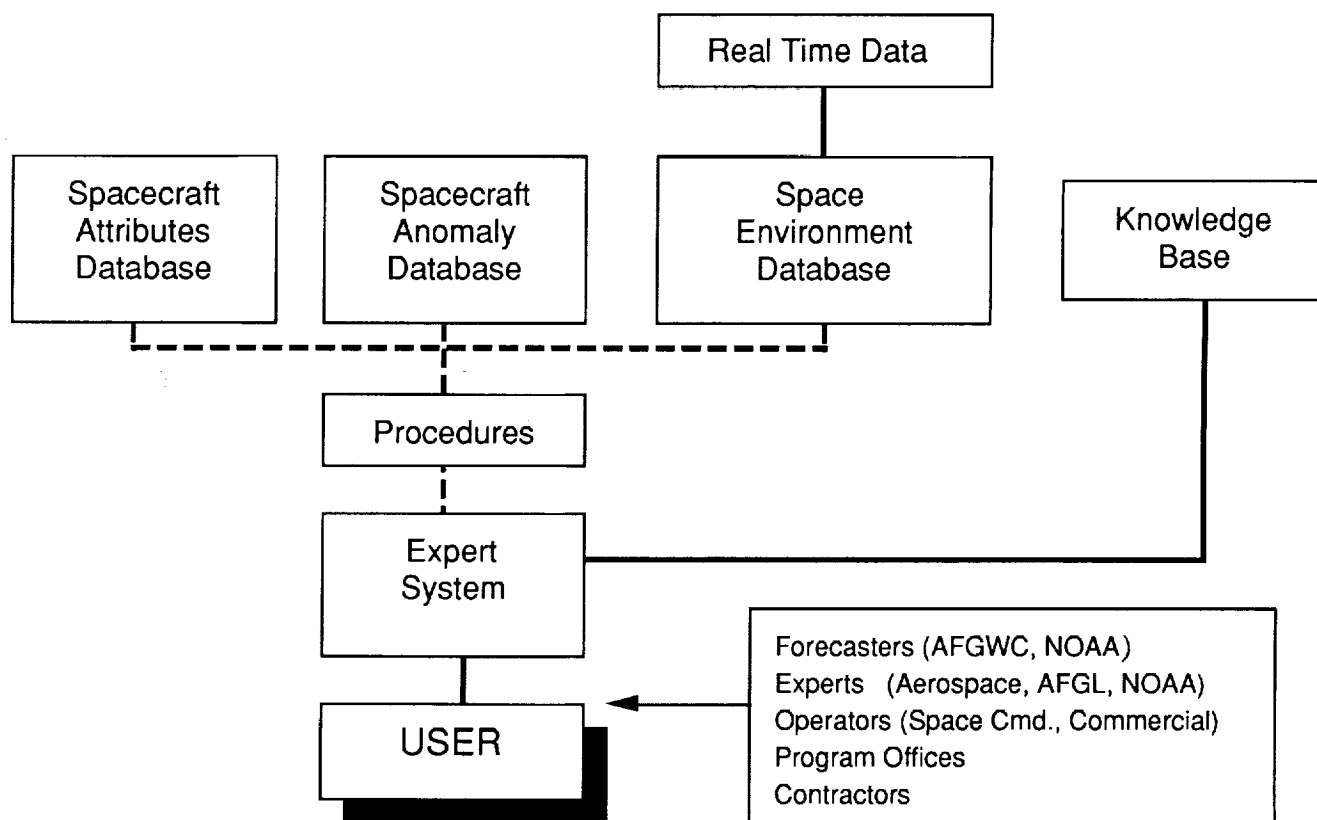 Real Time Data
Spacecraft
Attributes
Database
Spacecraft
Anomaly
Database
Space
Environment
Database
Knowledge
Base
Procedures
Expert
System
USER
Forecasters (AFGWC, NOAA)
Experts (Aerospace, AFGL, NOAA)
Operators (Space Cmd., Commercial)
Program Offices
Contractors